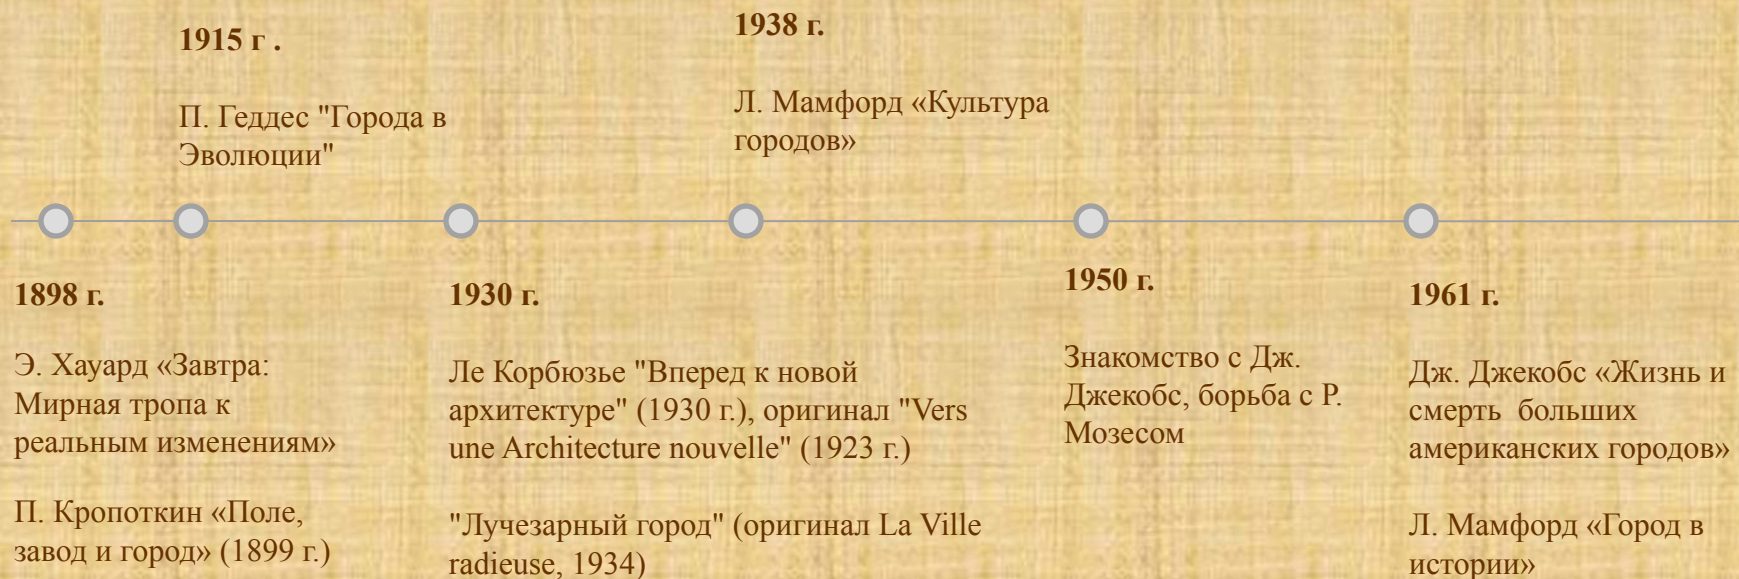 1915 г .
П. Геддес "Города в
Эволюции"
1938 г.
Л. Мамфорд «Культура
городов»
1898 г.
Э. Хауард «Завтра:
Мирная тропа к
реальным изменениям»
П. Кропоткин «Поле,
завод и город» (1899 г.)
1930 г.
Ле Корбюзье "Вперед к новой
архитектуре" (1930 г.), оригинал "Vers
une Architecture nouvelle" (1923 г.)
"Лучезарный город" (оригинал La Ville
radieuse, 1934)
1950 г.
Знакомство с Дж.
Джекобс, борьба с Р.
Мозесом
1961 г.
Дж. Джекобс «Жизнь и
смерть  больших
американских городов»
Л. Мамфорд «Город в
истории»